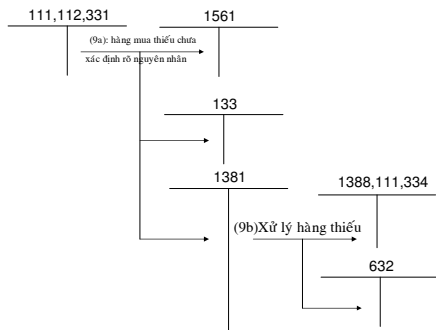 111,112,331
1561
(9a): hàng mua thiếu chưa
xác định rõ nguyên nhân
133
1381
1388,111,334
(9b)Xử lý hàng thiếu
632